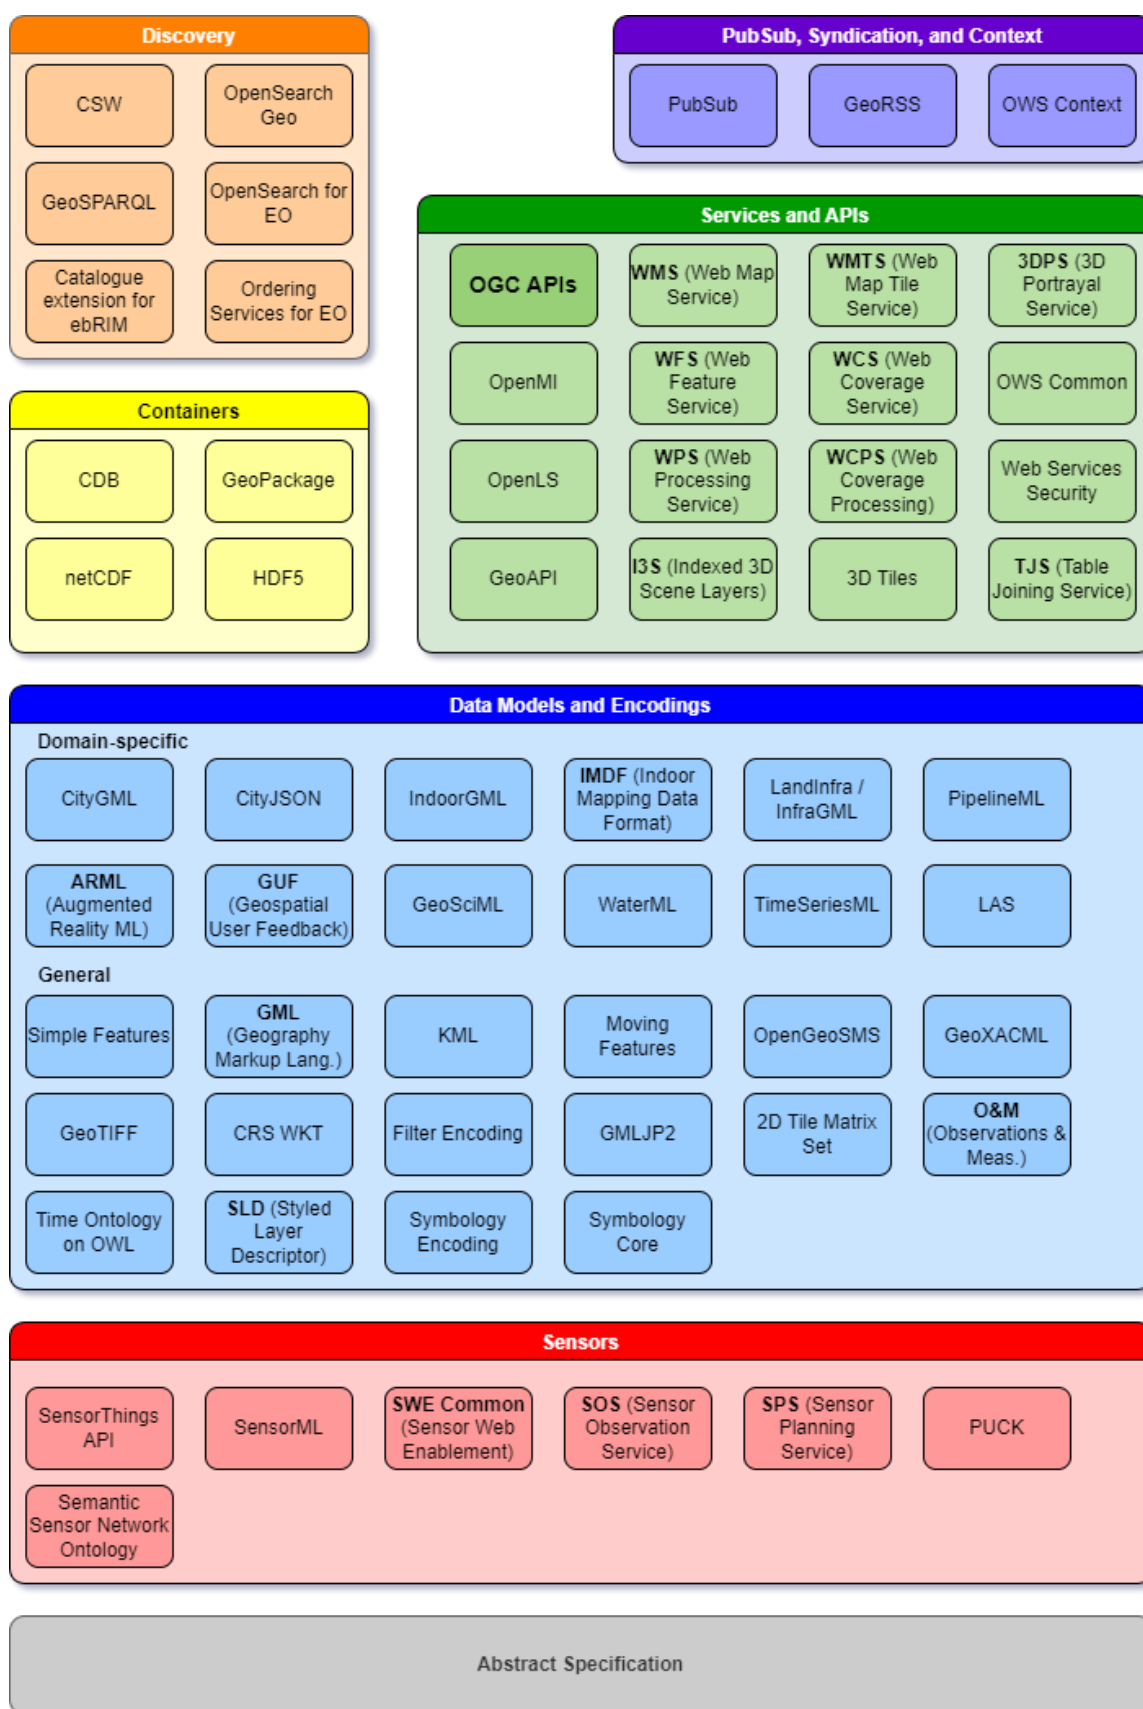 Discovery
CSW
OpenSearch
Geo
GeoSPARQL
OpenSearch for
EO
Catalogue
extension for
ebRIM
Ordering
Services for EO
PubSub, Syndication, and Context
PubSub
GeoRSS
OWS Context
Containers
CDB
GeoPackage
netCDF
HDF5
Services and APIs
OGC APIs
WMS (Web Map
Service)
WMTS (Web
Map Tile
Service)
3DPS (3D
Portrayal
Service)
OpenMI
WFS (Web
Feature
Service)
WCS (Web
Coverage
Service)
OWS Common
OpenLS
WPS (Web
Processing
Service)
WCPS (Web
Coverage
Processing)
Web Services
Security
GeoAPI
I3S (Indexed 3D
Scene Layers)
3D Tiles
TJS (Table
Joining Service)
Data Models and Encodings
Domain-specific
CityGML
CityJSON
IndoorGML
IMDF (Indoor
Mapping Data
Format)
LandInfra /
InfraGML
PipelineML
ARML
(Augmented
Reality ML)
GUF
(Geospatial
User Feedback)
GeoSciML
WaterML
TimeSeriesML
LAS
General
Simple Features
GML
(Geography
Markup Lang.)
KML
Moving
Features
OpenGeoSMS
GeoXACML
GeoTIFF
CRS WKT
Filter Encoding
GMLJP2
2D Tile Matrix
Set
O&M
(Observations &
Meas.)
Time Ontology
on OWL
SLD (Styled
Layer
Descriptor)
Symbology
Encoding
Symbology
Core
Sensors
SensorThings
API
SensorML
SWE Common
(Sensor Web
Enablement)
SOS (Sensor
Observation
Service)
SPS (Sensor
Planning
Service)
PUCK
Semantic
Sensor Network
Ontology
Abstract Specification